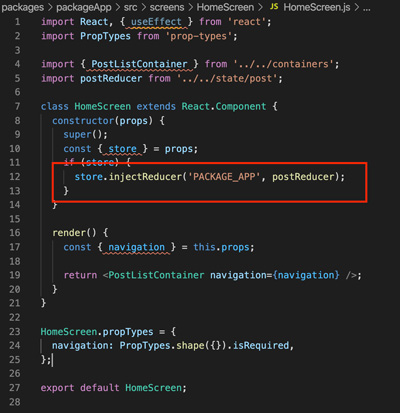 packages > packageApp > src > screens > HomeScreen > JS HomeScreen.js > ...
1 import React, { useEffect } from 'react';
2 import PropTypes from 'prop-types';
3
4 import { PostListContainer } from '../../containers';
5 import postReducer from '../../state/post';
6
7 class HomeScreen extends React.Component {
8 constructor(props) {
9 super();
10 const { store } = props;
11 if (store) {
12 store.injectReducer('PACKAGE_APP', postReducer);
13 }
14 }
15
16 render() {
17 const { navigation } = this.props;
18
19 return <PostListContainer navigation={navigation} />;
20 }
21 }
22
23 HomeScreen.propTypes = {
24 navigation: PropTypes.shape({}).isRequired,
25 };
26
27 export default HomeScreen;
28